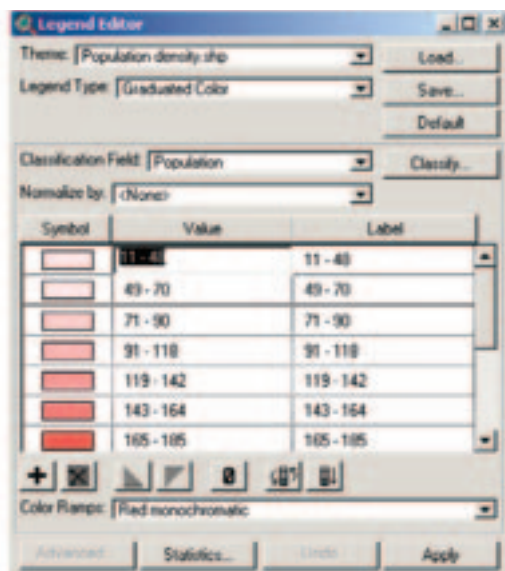 Legend Editor
Theme: Population density.shp
Load...
Legend Type: Graduated Color
Save...
Default
Classification Field: Population
Classify...
Normalize by: <None>
Symbol Value Label
11 - 48 11 - 48
49 - 70 49 - 70
71 - 90 71 - 90
91 - 118 91 - 118
119 - 142 119 - 142
143 - 164 143 - 164
165 - 185 165 - 185
Color Ramps: Red monochromatic
Advanced... Statistics... Undo Apply